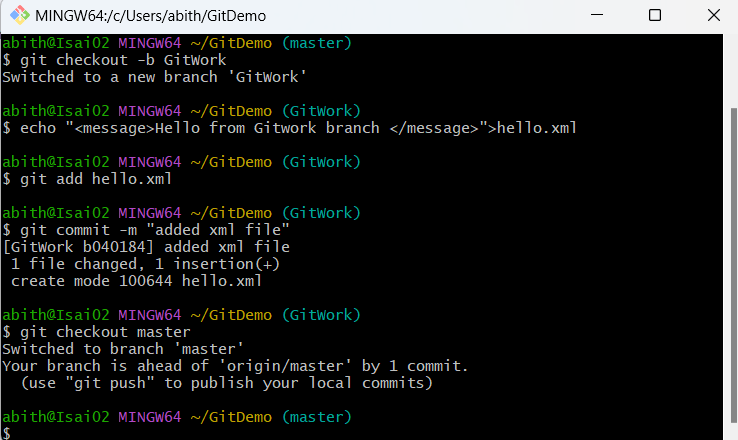 MINGW64:/c/Users/abith/GitDemo
abith@Isai02 MINGW64 ~/GitDemo (master)
$ git checkout -b GitWork
Switched to a new branch 'GitWork'
abith@Isai02 MINGW64 ~/GitDemo (GitWork)
$ echo "<message>Hello from Gitwork branch </message>">hello.xml
abith@Isai02 MINGW64 ~/GitDemo (GitWork)
$ git add hello.xml
abith@Isai02 MINGW64 ~/GitDemo (GitWork)
$ git commit -m "added xml file"
[GitWork b040184] added xml file
 1 file changed, 1 insertion(+)
 create mode 100644 hello.xml
abith@Isai02 MINGW64 ~/GitDemo (GitWork)
$ git checkout master
Switched to branch 'master'
Your branch is ahead of 'origin/master' by 1 commit.
  (use "git push" to publish your local commits)
abith@Isai02 MINGW64 ~/GitDemo (master)
$